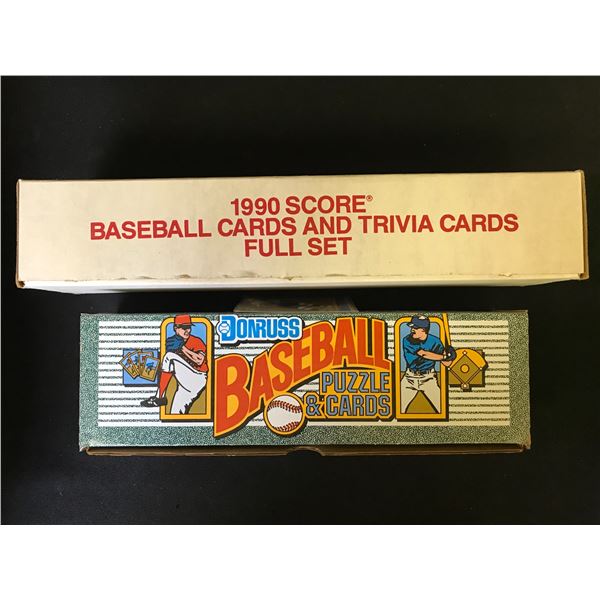 1990 SCORE®
BASEBALL CARDS AND TRIVIA CARDS
FULL SET
DONRUSS
BASEBALL
PUZZLE
& CARDS